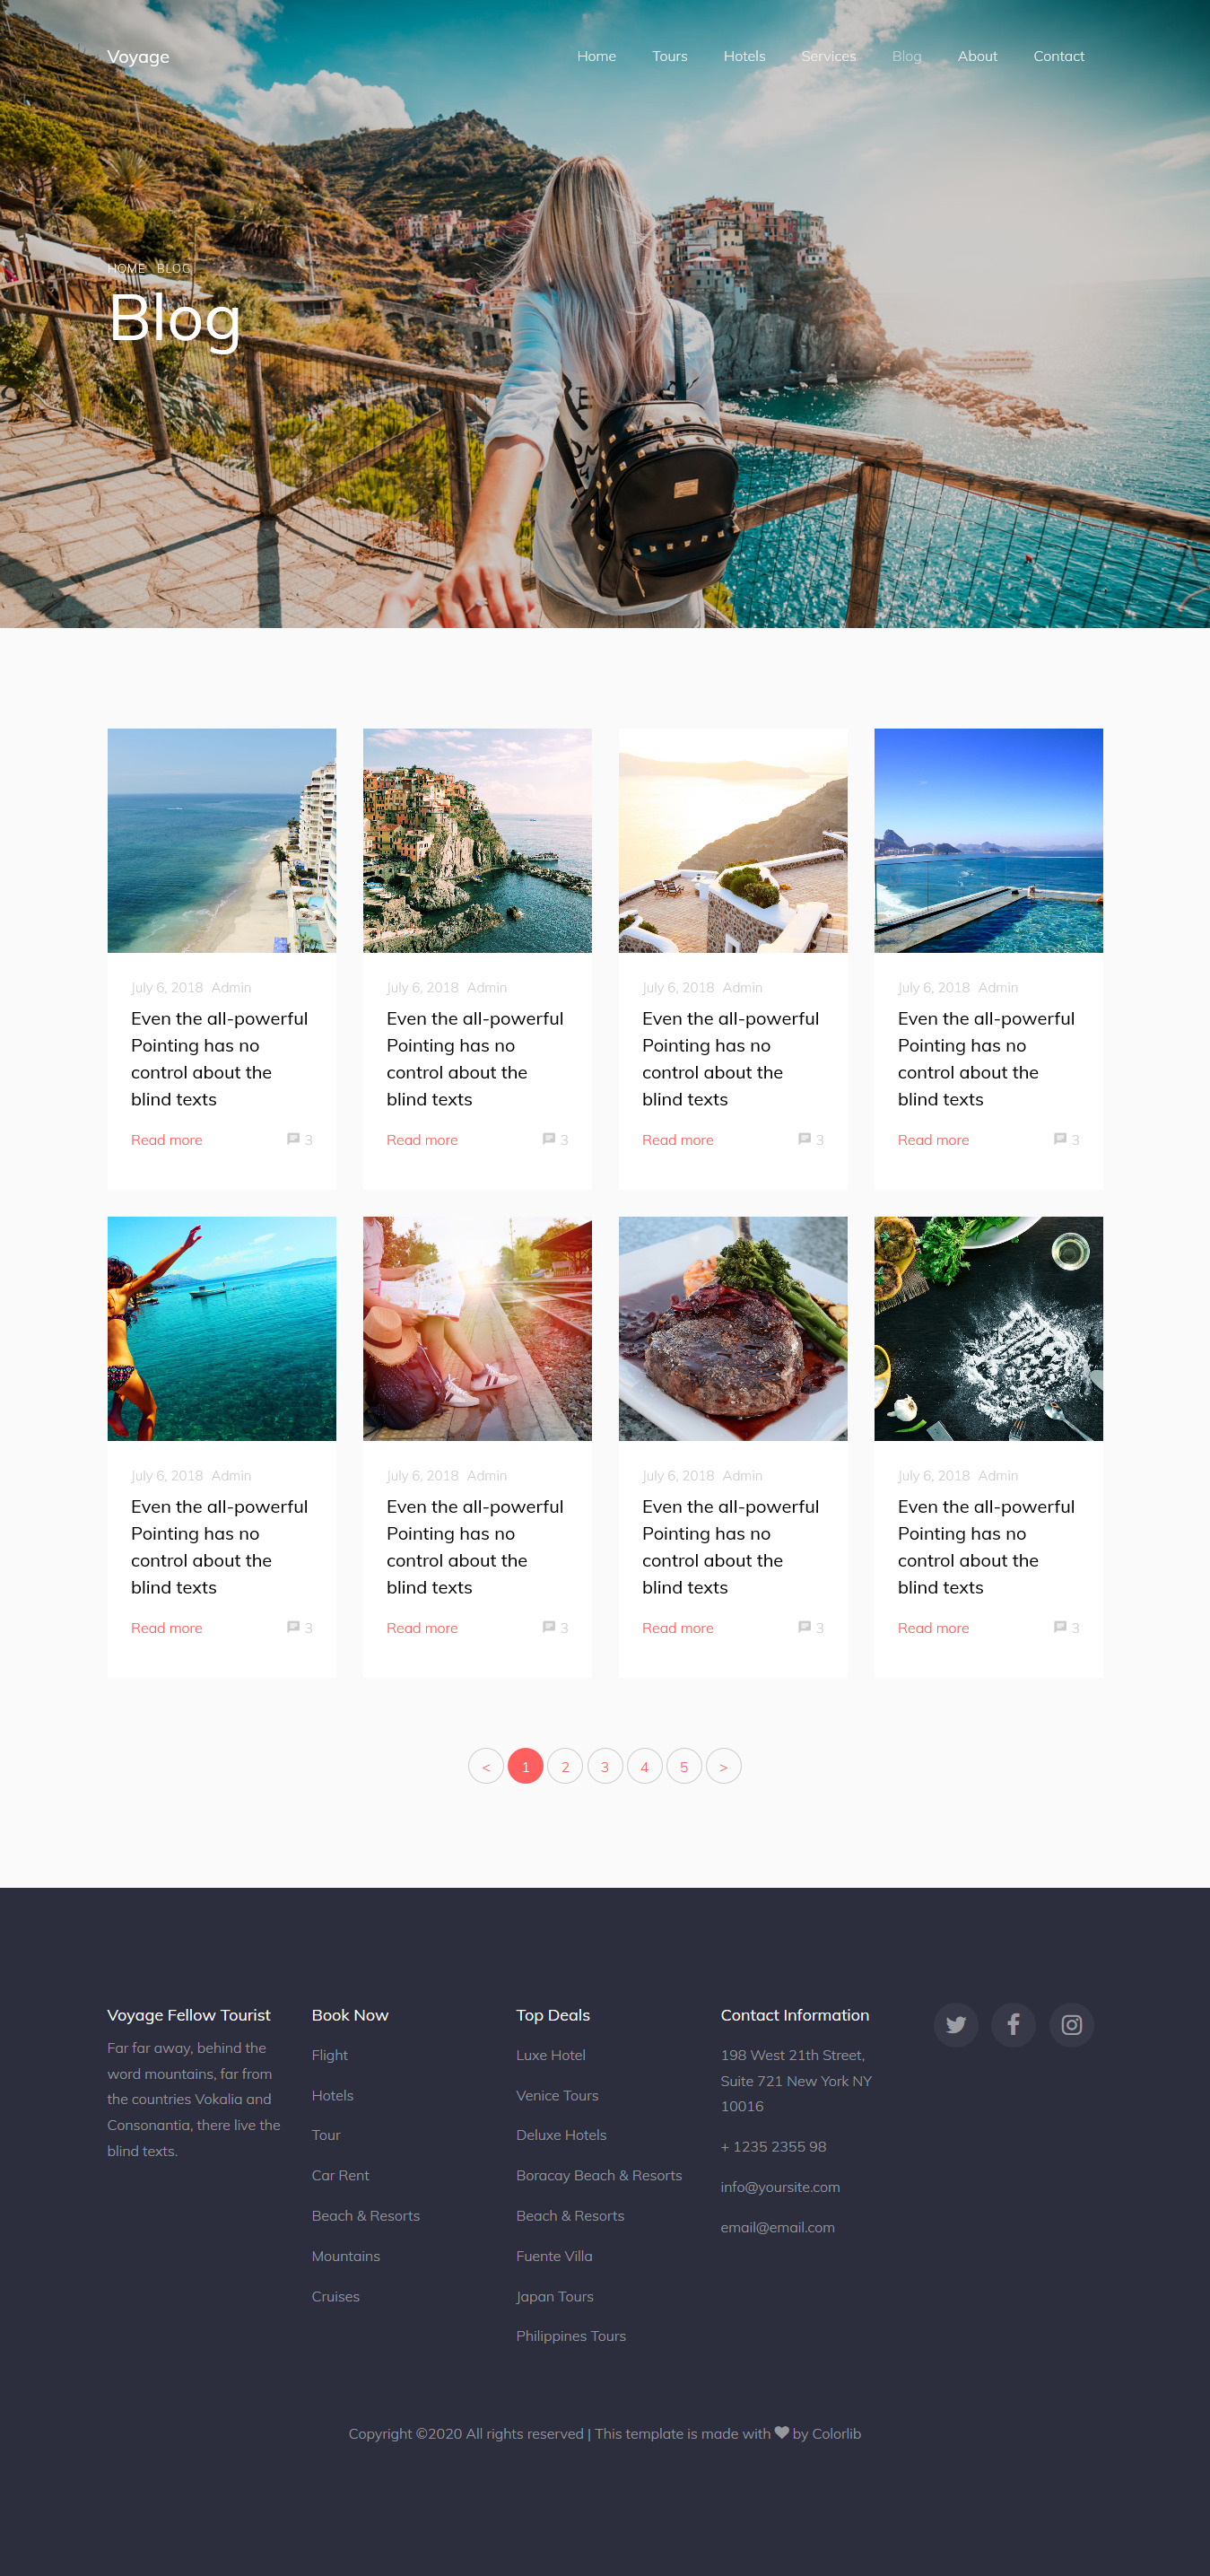 Voyage
Home Tours Hotels Services Blog About Contact
HOME BLOG
Blog
July 6, 2018 Admin
Even the all-powerful
Pointing has no
control about the
blind texts
Read more 3
July 6, 2018 Admin
Even the all-powerful
Pointing has no
control about the
blind texts
Read more 3
July 6, 2018 Admin
Even the all-powerful
Pointing has no
control about the
blind texts
Read more 3
July 6, 2018 Admin
Even the all-powerful
Pointing has no
control about the
blind texts
Read more 3
July 6, 2018 Admin
Even the all-powerful
Pointing has no
control about the
blind texts
Read more 3
July 6, 2018 Admin
Even the all-powerful
Pointing has no
control about the
blind texts
Read more 3
July 6, 2018 Admin
Even the all-powerful
Pointing has no
control about the
blind texts
Read more 3
July 6, 2018 Admin
Even the all-powerful
Pointing has no
control about the
blind texts
Read more 3
< 1 2 3 4 5 >
Voyage Fellow Tourist
Far far away, behind the
word mountains, far from
the countries Vokalia and
Consonantia, there live the
blind texts.
Book Now
Flight
Hotels
Tour
Car Rent
Beach & Resorts
Mountains
Cruises
Top Deals
Luxe Hotel
Venice Tours
Deluxe Hotels
Boracay Beach & Resorts
Beach & Resorts
Fuente Villa
Japan Tours
Philippines Tours
Contact Information
198 West 21th Street,
Suite 721 New York NY
10016
+ 1235 2355 98
info@yoursite.com
email@email.com
Copyright ©2020 All rights reserved | This template is made with ♥ by Colorlib